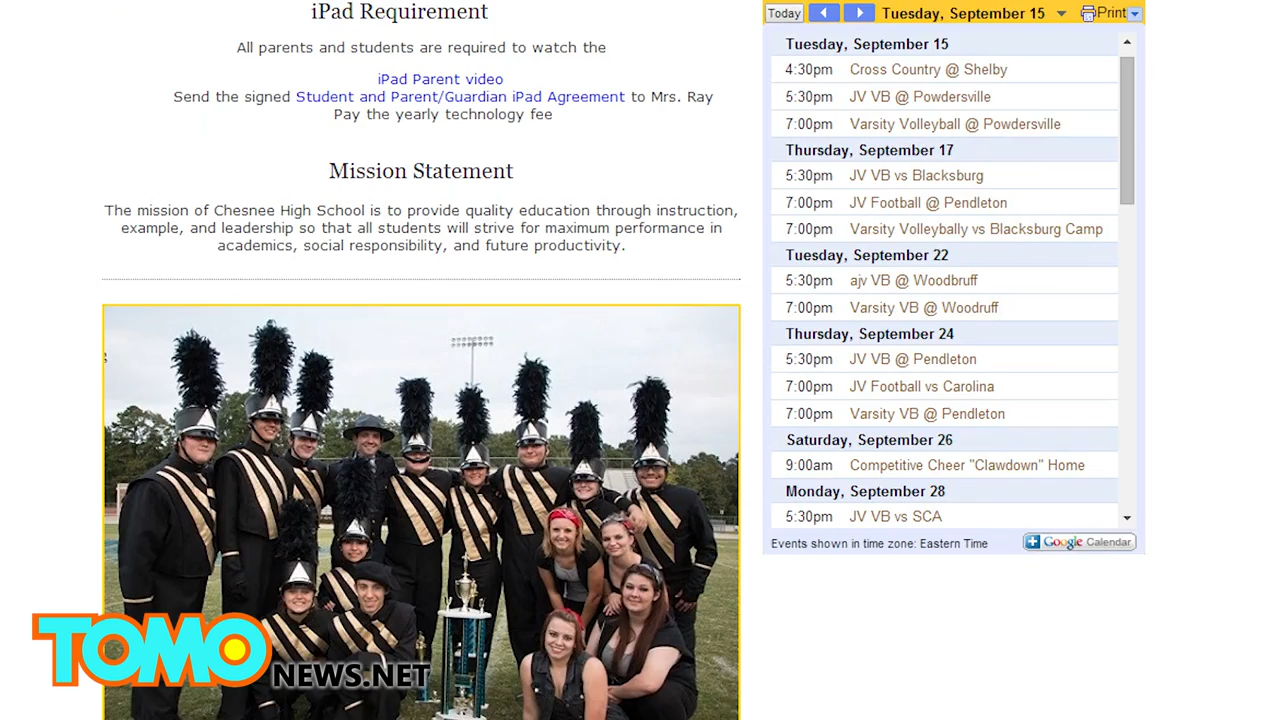 iPad Requirement
All parents and students are required to watch the
iPad Parent video
Send the signed Student and Parent/Guardian iPad Agreement to Mrs. Ray
Pay the yearly technology fee
Mission Statement
The mission of Chesnee High School is to provide quality education through instruction,
example, and leadership so that all students will strive for maximum performance in
academics, social responsibility, and future productivity.
Today
Tuesday, September 15
Print
Tuesday, September 15
4:30pm Cross Country @ Shelby
5:30pm JV VB @ Powdersville
7:00pm Varsity Volleyball @ Powdersville
Thursday, September 17
5:30pm JV VB vs Blacksburg
7:00pm JV Football @ Pendleton
7:00pm Varsity Volleybally vs Blacksburg Camp
Tuesday, September 22
5:30pm ajv VB @ Woodbruff
7:00pm Varsity VB @ Woodruff
Thursday, September 24
5:30pm JV VB @ Pendleton
7:00pm JV Football vs Carolina
7:00pm Varsity VB @ Pendleton
Saturday, September 26
9:00am Competitive Cheer "Clawdown" Home
Monday, September 28
5:30pm JV VB vs SCA
Events shown in time zone: Eastern Time
Google Calendar
TOMO
NEWS.NET